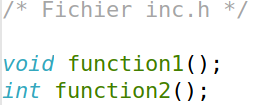 /* Fichier inc.h */
void function1();
int function2();